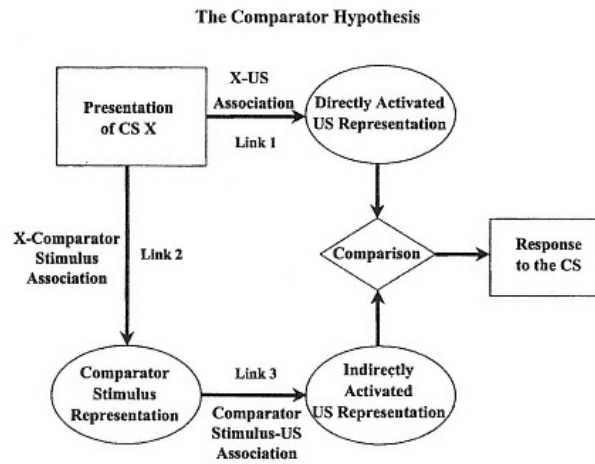 The Comparator Hypothesis
X-US
Association
Presentation
of CS X
Link 1
Directly Activated
US Representation
X-Comparator
Stimulus
Association
Link 2
Comparison
Response
to the CS
Comparator
Stimulus
Representation
Link 3
Comparator
Stimulus-US
Association
Indirectly
Activated
US Representation